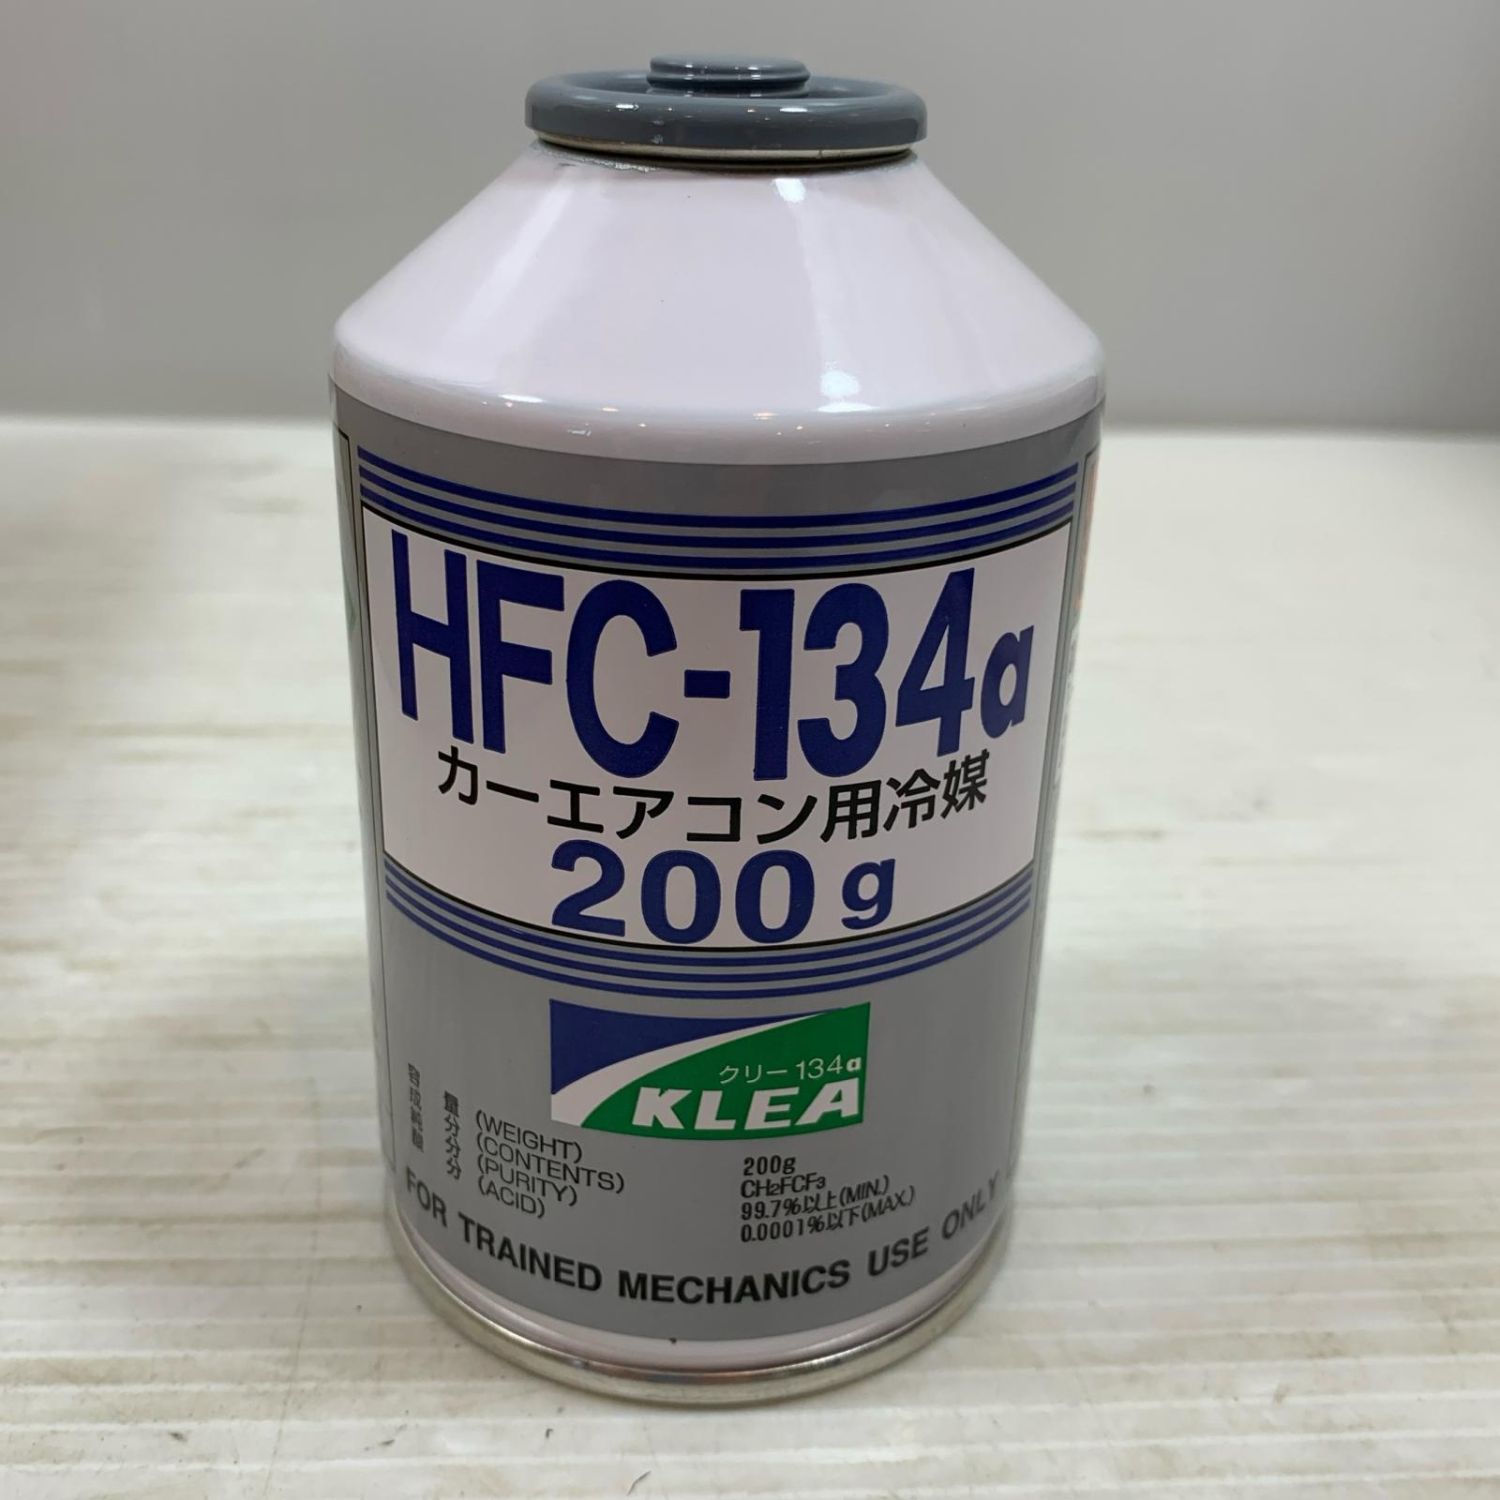 HFC-134a
カーエアコン用冷媒
200g
クリー134a
KLEA
容量 (WEIGHT) 200g
成分 (CONTENTS) CH2FCF3
純分 (PURITY) 99.7%以上(MIN.)
酸分 (ACID) 0.0001%以下(MAX.)
FOR TRAINED MECHANICS USE ONLY